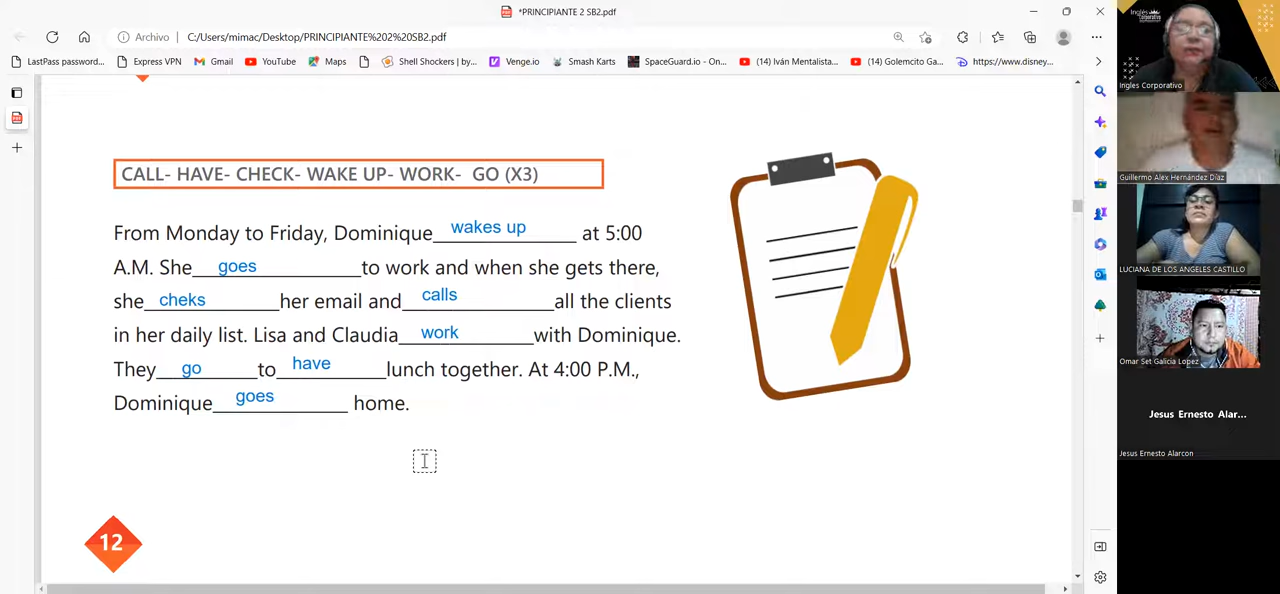 *PRINCIPIANTE 2 SB2.pdf
Archivo C:/Users/mimac/Desktop/PRINCIPIANTE%202%20SB2.pdf
LastPass password... Express VPN Gmail YouTube Maps Shell Shockers | by... Venge.io Smash Karts SpaceGuard.io - On... (14) Iván Mentalista... (14) Golemcito Ga... https://www.disney...
CALL- HAVE- CHECK- WAKE UP- WORK- GO (X3)
From Monday to Friday, Dominique wakes up at 5:00
A.M. She goes to work and when she gets there,
she cheks her email and calls all the clients
in her daily list. Lisa and Claudia work with Dominique.
They go to have lunch together. At 4:00 P.M.,
Dominique goes home.
12
Inglés
Corporativo
Ingles Corporativo
Guillermo Alex Hernández Díaz
LUCIANA DE LOS ANGELES CASTILLO
Omar Set Galicia Lopez
Jesus Ernesto Alar...
Jesus Ernesto Alarcon